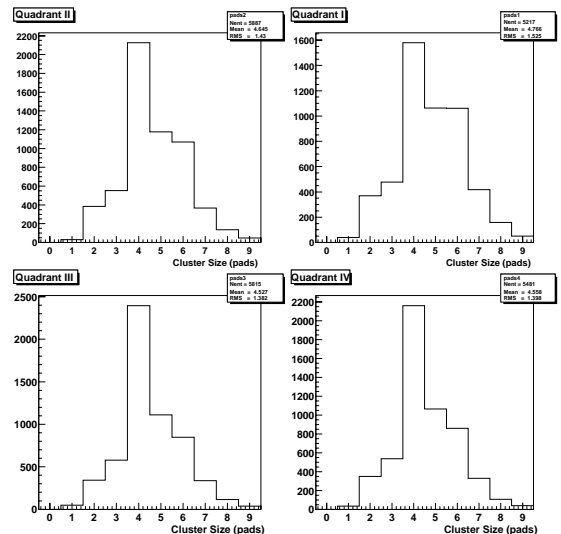 Quadrant II
pads2
Nent = 5887
Mean = 4.645
RMS = 1.43
2200
2000
1800
1600
1400
1200
1000
800
600
400
200
0
0 1 2 3 4 5 6 7 8 9
Cluster Size (pads)
Quadrant I
pads1
Nent = 5217
Mean = 4.766
RMS = 1.525
1600
1400
1200
1000
800
600
400
200
0
0 1 2 3 4 5 6 7 8 9
Cluster Size (pads)
Quadrant III
pads3
Nent = 5815
Mean = 4.527
RMS = 1.382
2500
2000
1500
1000
500
0
0 1 2 3 4 5 6 7 8 9
Cluster Size (pads)
Quadrant IV
pads4
Nent = 5481
Mean = 4.558
RMS = 1.398
2200
2000
1800
1600
1400
1200
1000
800
600
400
200
0
0 1 2 3 4 5 6 7 8 9
Cluster Size (pads)